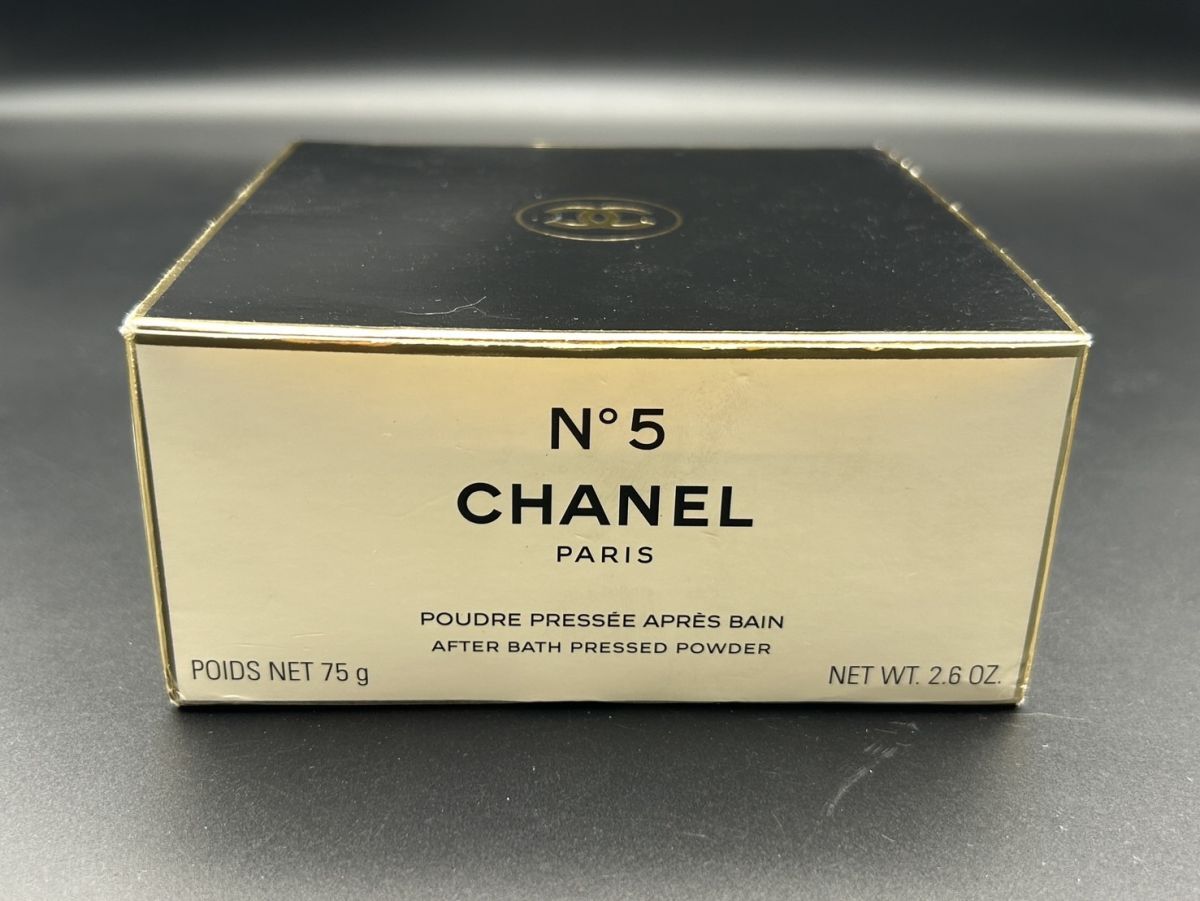 N°5
CHANEL
PARIS
POUDRE PRESSÉE APRÈS BAIN
AFTER BATH PRESSED POWDER
POIDS NET 75 g
NET WT. 2.6 OZ.